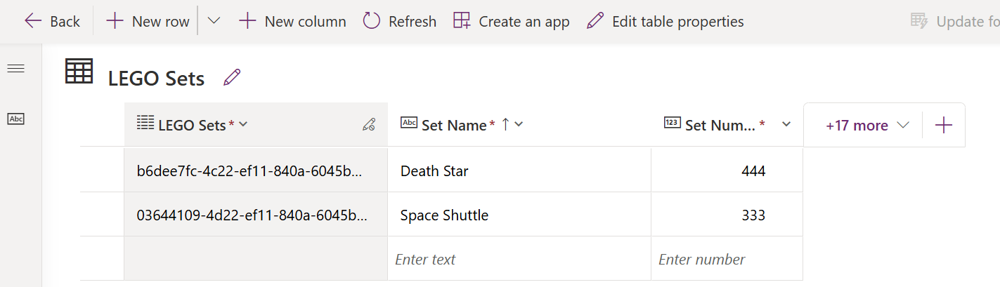 Back New row New column Refresh Create an app Edit table properties Update fo
LEGO Sets
Abc
LEGO Sets* Abc Set Name* ↑ 123 Set Num... * +17 more
b6dee7fc-4c22-ef11-840a-6045b... Death Star 444
03644109-4d22-ef11-840a-6045b... Space Shuttle 333
Enter text Enter number